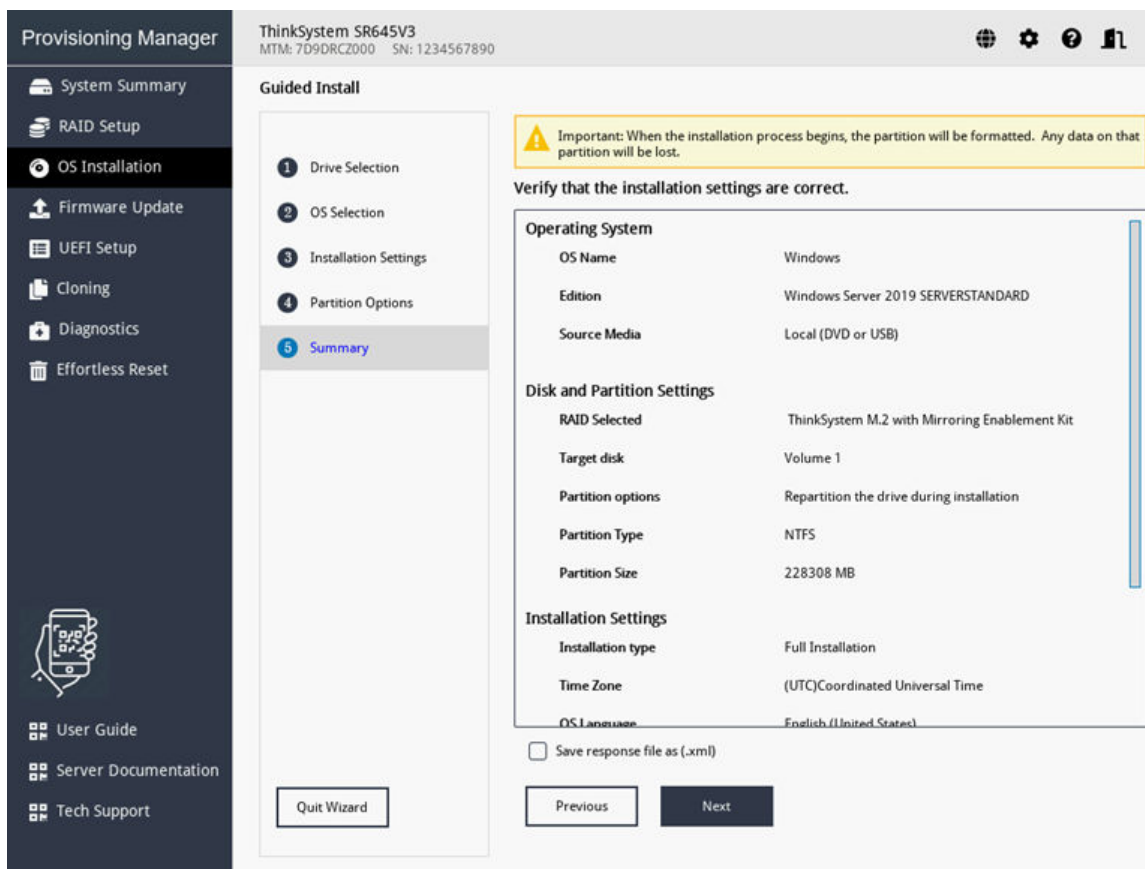 Provisioning Manager
ThinkSystem SR645V3
MTM: 7D9DRCZ000 SN: 1234567890
System Summary
RAID Setup
OS Installation
Firmware Update
UEFI Setup
Cloning
Diagnostics
Effortless Reset
User Guide
Server Documentation
Tech Support
Guided Install
1 Drive Selection
2 OS Selection
3 Installation Settings
4 Partition Options
5 Summary
Quit Wizard
Important: When the installation process begins, the partition will be formatted. Any data on that
partition will be lost.
Verify that the installation settings are correct.
Operating System
OS Name Windows
Edition Windows Server 2019 SERVERSTANDARD
Source Media Local (DVD or USB)
Disk and Partition Settings
RAID Selected ThinkSystem M.2 with Mirroring Enablement Kit
Target disk Volume 1
Partition options Repartition the drive during installation
Partition Type NTFS
Partition Size 228308 MB
Installation Settings
Installation type Full Installation
Time Zone (UTC)Coordinated Universal Time
OS Language English (United States)
Save response file as (.xml)
Previous Next